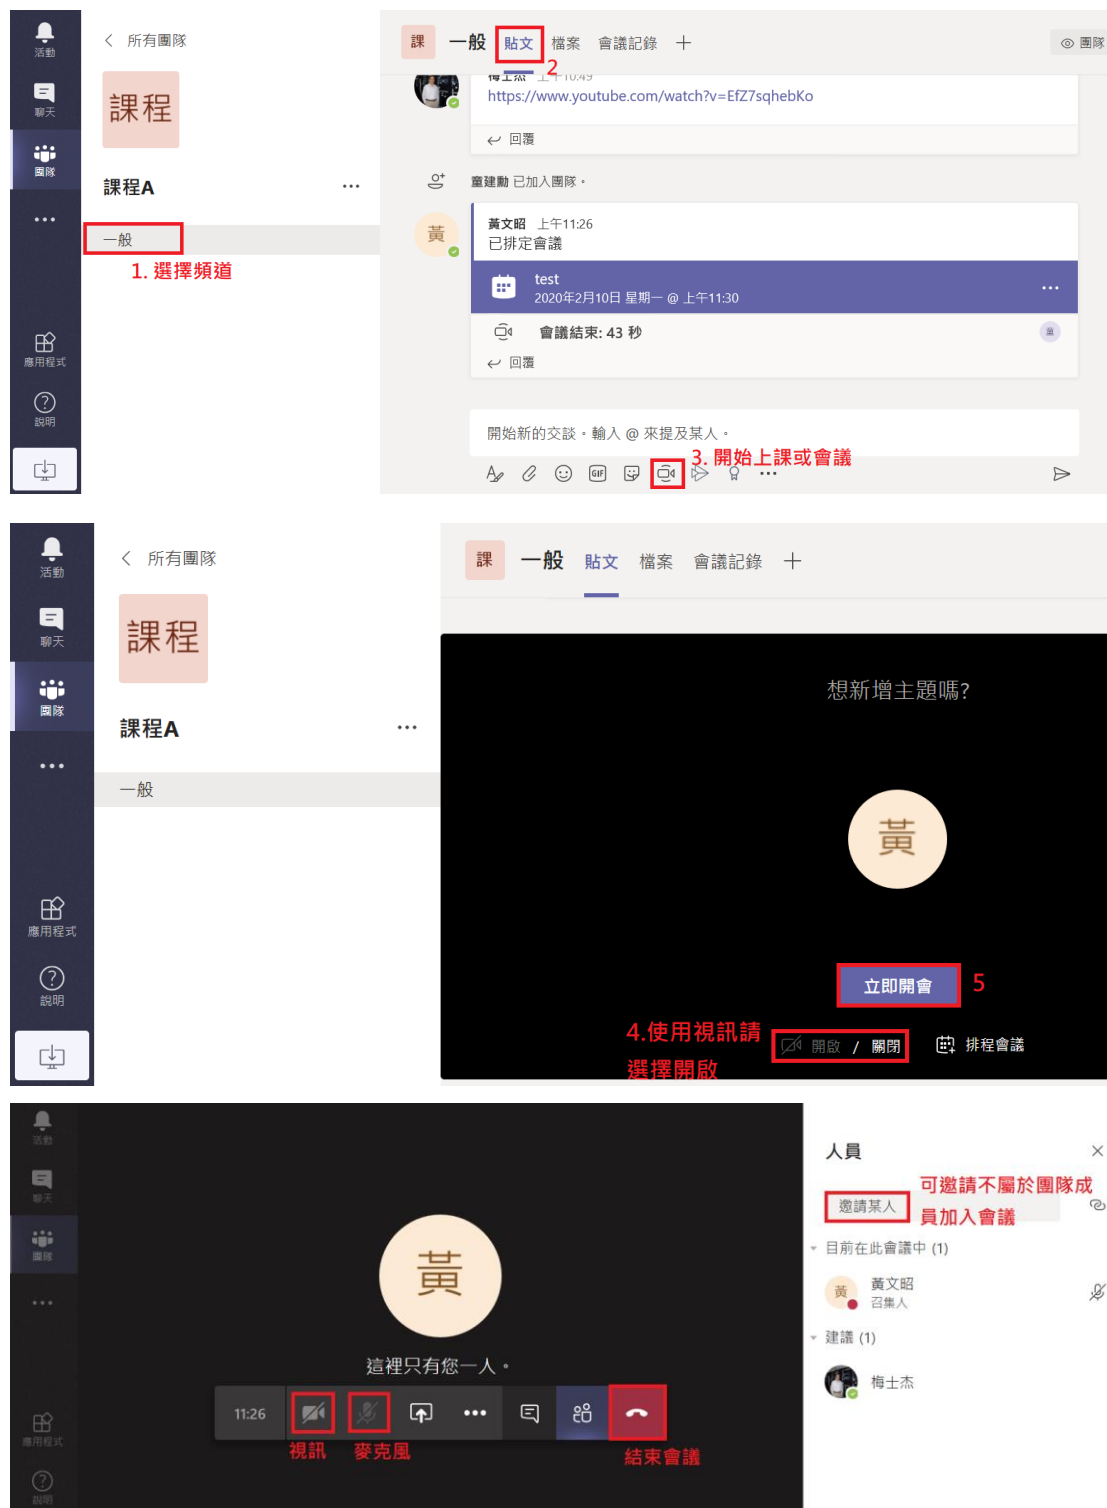 活動
聊天
團隊
應用程式
說明
所有團隊
課程
課程A
一般
1. 選擇頻道
課 一般 貼文 檔案 會議記錄
2
團隊
梅士杰 上午10:49
https://www.youtube.com/watch?v=EfZ7sqhebKo
回覆
童建勳 已加入團隊。
黃
黃文昭 上午11:26
已排定會議
test
2020年2月10日 星期一 @ 上午11:30
會議結束: 43 秒
回覆
開始新的交談。輸入 @ 來提及某人。
3. 開始上課或會議
GIF
活動
聊天
團隊
應用程式
說明
所有團隊
課程
課程A
一般
課 一般 貼文 檔案 會議記錄
想新增主題嗎?
黃
立即開會 5
4.使用視訊請
選擇開啟
開啟 / 關閉
排程會議
活動
聊天
團隊
應用程式
說明
黃
這裡只有您一人。
11:26
視訊
麥克風
結束會議
人員
邀請某人
可邀請不屬於團隊成
員加入會議
目前在此會議中 (1)
黃
黃文昭
召集人
建議 (1)
梅士杰